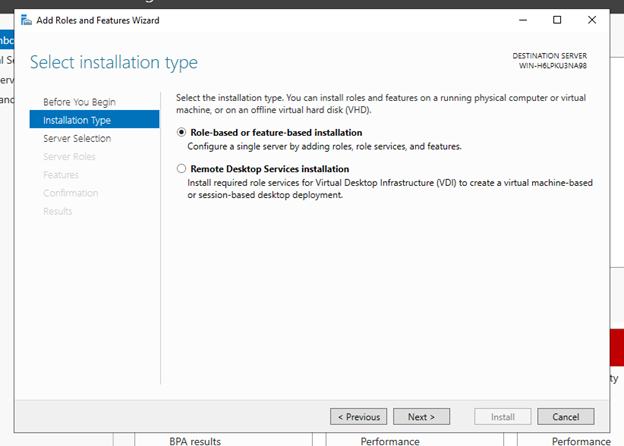 Add Roles and Features Wizard
Select installation type
DESTINATION SERVER
WIN-H6LPKU3NA98
Before You Begin
Installation Type
Server Selection
Server Roles
Features
Confirmation
Results
Select the installation type. You can install roles and features on a running physical computer or virtual
machine, or on an offline virtual hard disk (VHD).
Role-based or feature-based installation
Configure a single server by adding roles, role services, and features.
Remote Desktop Services installation
Install required role services for Virtual Desktop Infrastructure (VDI) to create a virtual machine-based
or session-based desktop deployment.
< Previous
Next >
Install
Cancel
BPA results
Performance
Performance